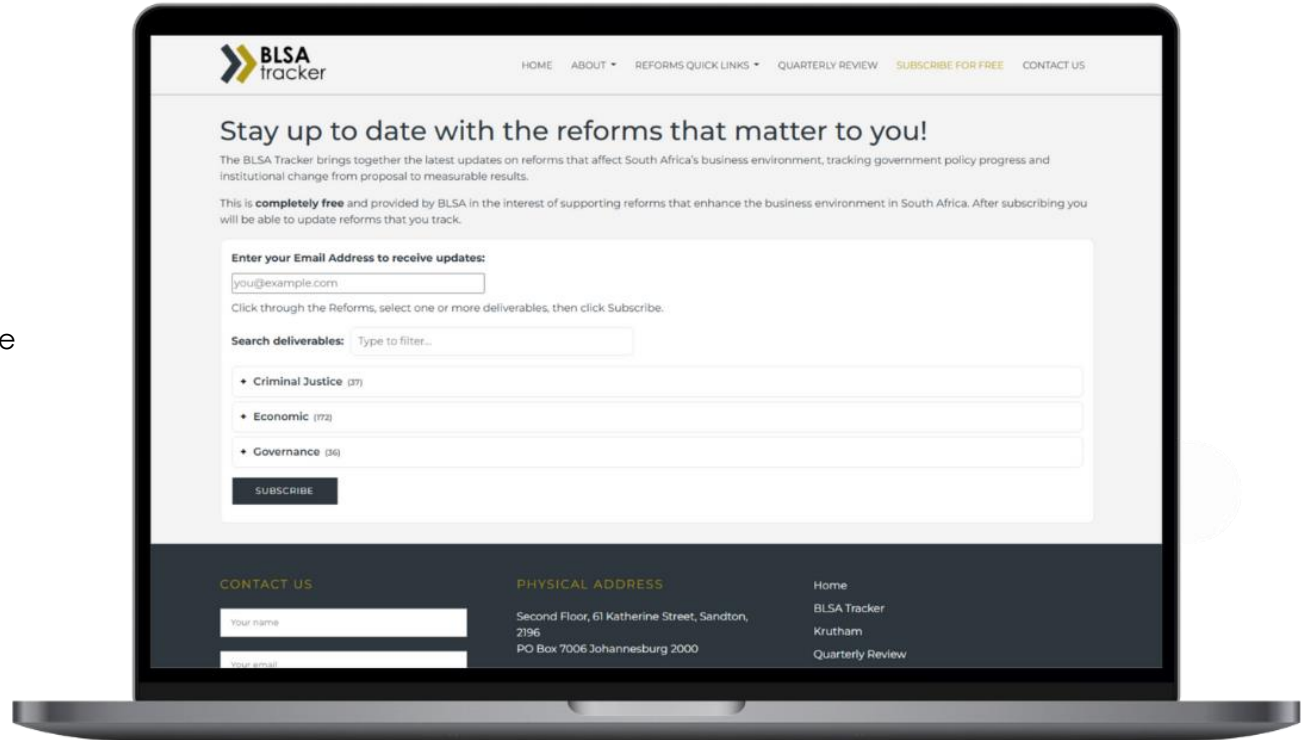 BLSA
tracker
HOME ABOUT REFORMS QUICK LINKS QUARTERLY REVIEW SUBSCRIBE FOR FREE CONTACT US
Stay up to date with the reforms that matter to you!
The BLSA Tracker brings together the latest updates on reforms that affect South Africa's business environment, tracking government policy progress and
institutional change from proposal to measurable results.
This is completely free and provided by BLSA in the interest of supporting reforms that enhance the business environment in South Africa. After subscribing you
will be able to update reforms that you track.
Enter your Email Address to receive updates:
you@example.com
Click through the Reforms, select one or more deliverables, then click Subscribe.
e
Search deliverables: Type to filter...
+ Criminal Justice (37)
+ Economic (172)
+ Governance (36)
SUBSCRIBE
CONTACT US
Your name
Your email
PHYSICAL ADDRESS
Second Floor, 61 Katherine Street, Sandton,
2196
PO Box 7006 Johannesburg 2000
Home
BLSA Tracker
Krutham
Quarterly Review